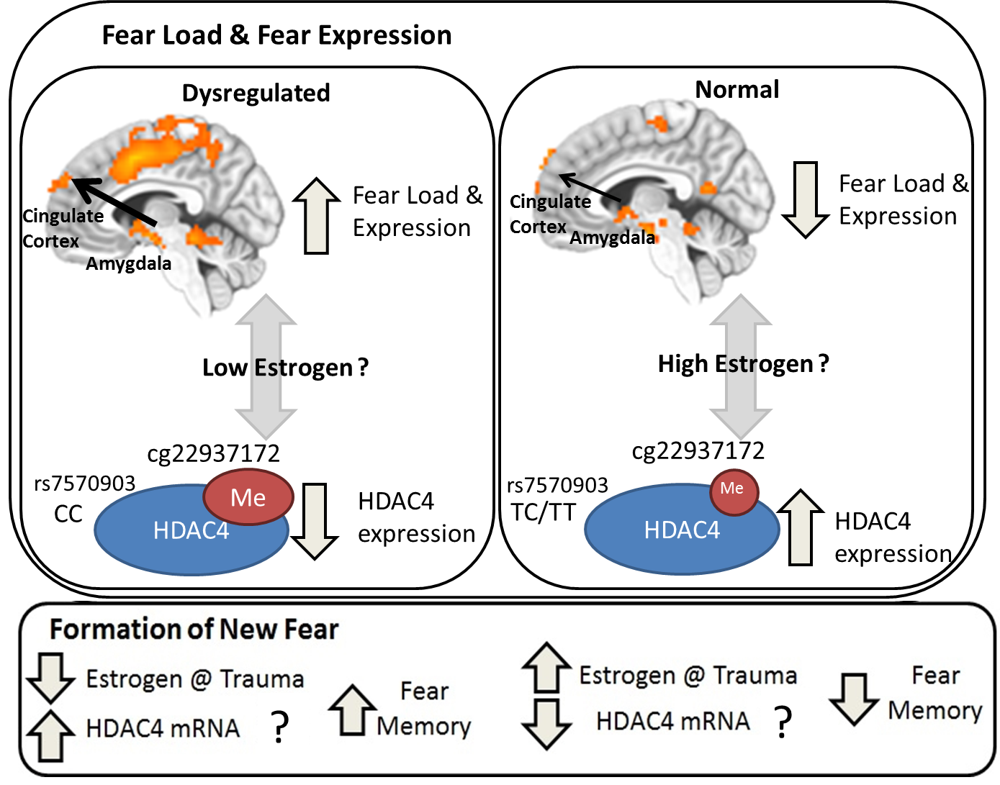 Fear Load & Fear Expression
Dysregulated
Cingulate
Cortex
Amygdala
Fear Load &
Expression
Low Estrogen ?
cg22937172
rs7570903
CC
Me
HDAC4
HDAC4
expression
Normal
Cingulate
Cortex
Amygdala
Fear Load &
Expression
High Estrogen ?
cg22937172
rs7570903
TC/TT
Me
HDAC4
HDAC4
expression
Formation of New Fear
Estrogen @ Trauma
HDAC4 mRNA ?
Fear
Memory
Estrogen @ Trauma
HDAC4 mRNA ?
Fear
Memory